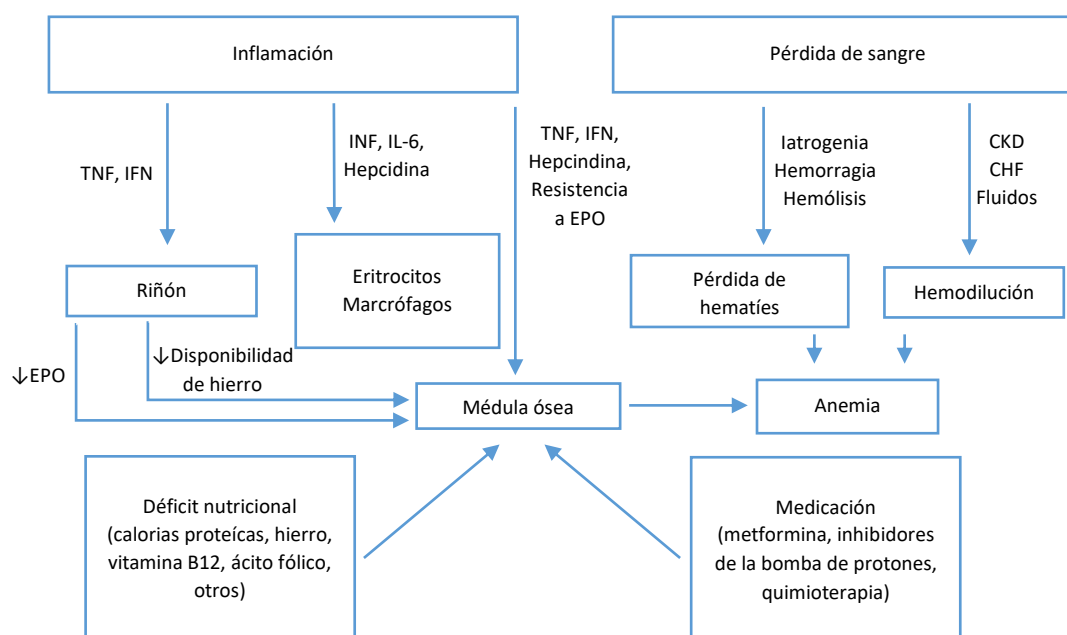 Inflamación
Pérdida de sangre
TNF, IFN
INF, IL-6,
Hepcidina
TNF, IFN,
Hepcindina,
Resistencia
a EPO
Iatrogenia
Hemorragia
Hemólisis
CKD
CHF
Fluidos
Riñón
Eritrocitos
Marcrófagos
Pérdida de
hematíes
Hemodilución
↓EPO
↓Disponibilidad
de hierro
Médula ósea
Anemia
Déficit nutricional
(calorias proteícas, hierro,
vitamina B12, ácito fólico,
otros)
Medicación
(metformina, inhibidores
de la bomba de protones,
quimioterapia)